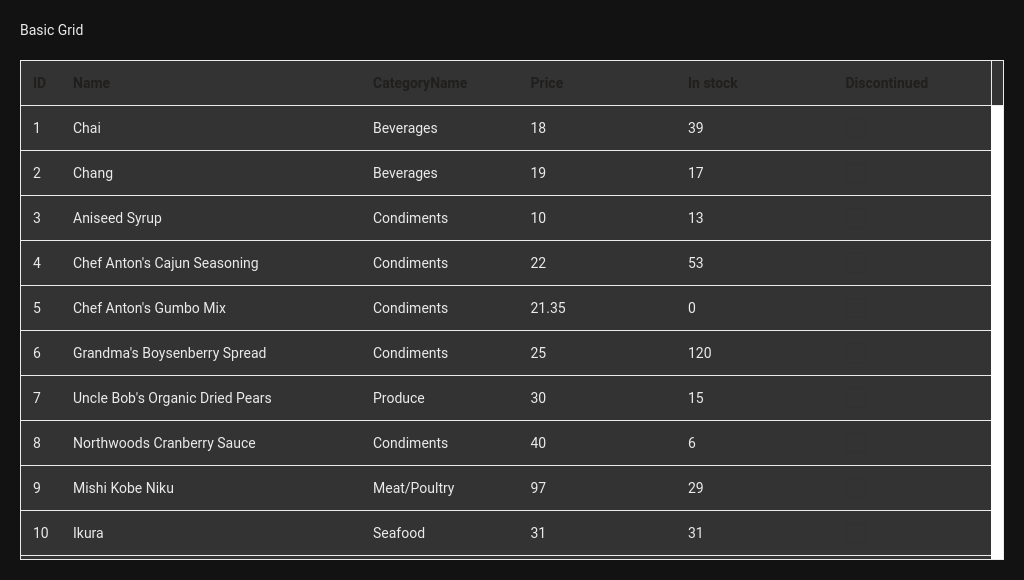 Basic Grid
ID Name CategoryName Price In stock Discontinued
1 Chai Beverages 18 39
2 Chang Beverages 19 17
3 Aniseed Syrup Condiments 10 13
4 Chef Anton's Cajun Seasoning Condiments 22 53
5 Chef Anton's Gumbo Mix Condiments 21.35 0
6 Grandma's Boysenberry Spread Condiments 25 120
7 Uncle Bob's Organic Dried Pears Produce 30 15
8 Northwoods Cranberry Sauce Condiments 40 6
9 Mishi Kobe Niku Meat/Poultry 97 29
10 Ikura Seafood 31 31